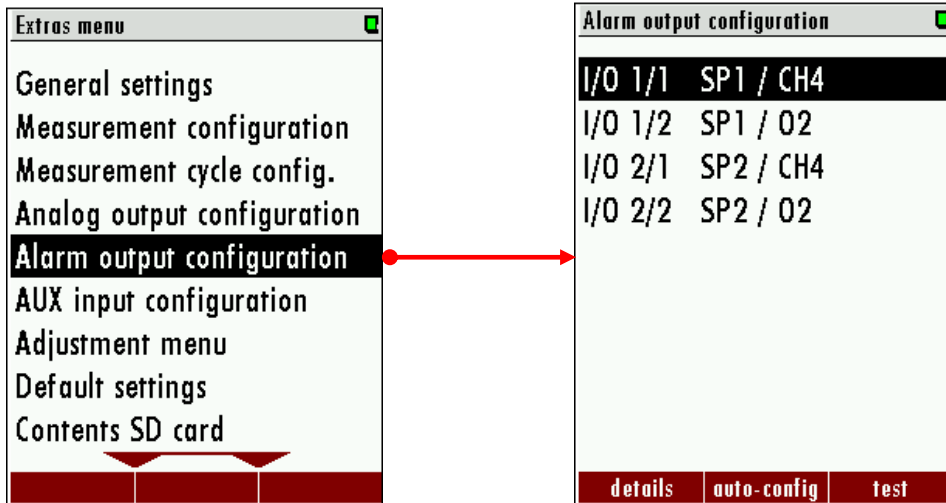 Extras menu
General settings
Measurement configuration
Measurement cycle config.
Analog output configuration
Alarm output configuration
AUX input configuration
Adjustment menu
Default settings
Contents SD card
Alarm output configuration
I/O 1/1 SP1 / CH4
I/O 1/2 SP1 / O2
I/O 2/1 SP2 / CH4
I/O 2/2 SP2 / O2
details auto-config test